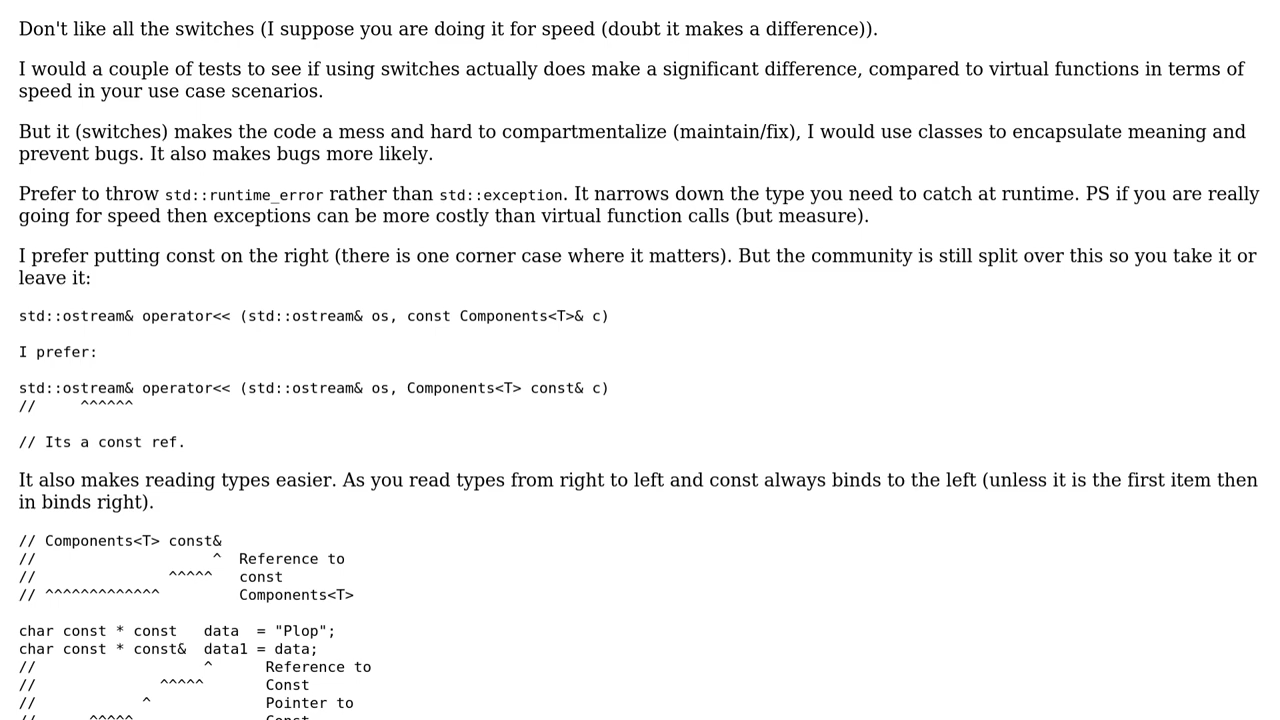 Don't like all the switches (I suppose you are doing it for speed (doubt it makes a difference)).
I would a couple of tests to see if using switches actually does make a significant difference, compared to virtual functions in terms of
speed in your use case scenarios.
But it (switches) makes the code a mess and hard to compartmentalize (maintain/fix), I would use classes to encapsulate meaning and
prevent bugs. It also makes bugs more likely.
Prefer to throw std::runtime_error rather than std::exception. It narrows down the type you need to catch at runtime. PS if you are really
going for speed then exceptions can be more costly than virtual function calls (but measure).
I prefer putting const on the right (there is one corner case where it matters). But the community is still split over this so you take it or
leave it:
std::ostream& operator<< (std::ostream& os, const Components<T>& c)
I prefer:
std::ostream& operator<< (std::ostream& os, Components<T> const& c)
//     ^^^^^^
// Its a const ref.
It also makes reading types easier. As you read types from right to left and const always binds to the left (unless it is the first item then
in binds right).
// Components<T> const&
//                    ^  Reference to
//               ^^^^^   const
// ^^^^^^^^^^^^^         Components<T>
char const * const   data  = "Plop";
char const * const&  data1 = data;
//                   ^      Reference to
//              ^^^^^       Const
//            ^             Pointer to
//      ^^^^^               Const